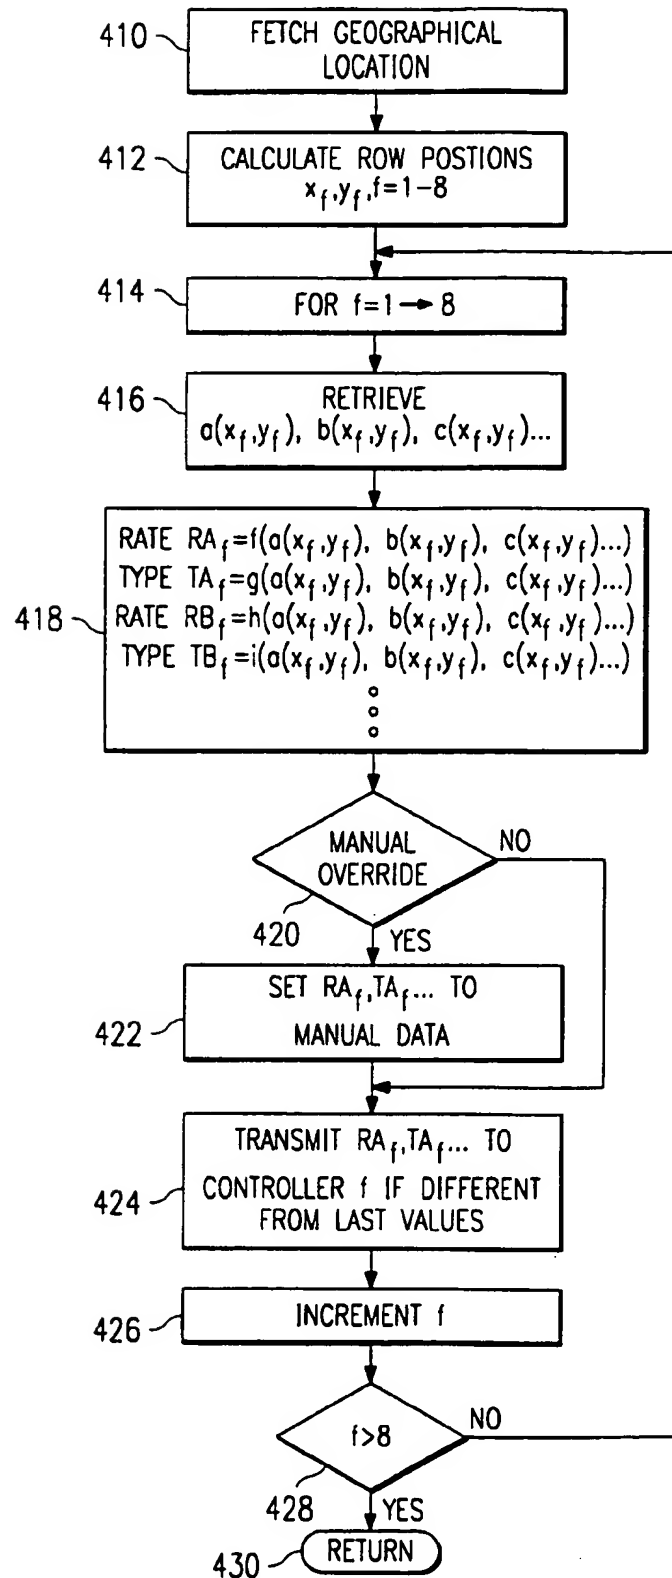 410
FETCH GEOGRAPHICAL
LOCATION
412
CALCULATE ROW POSTIONS
x_f,y_f,f=1-8
414
FOR f=1 → 8
416
RETRIEVE
a(x_f,y_f), b(x_f,y_f), c(x_f,y_f)...
418
RATE RA_f=f(a(x_f,y_f), b(x_f,y_f), c(x_f,y_f)...)
TYPE TA_f=g(a(x_f,y_f), b(x_f,y_f), c(x_f,y_f)...)
RATE RB_f=h(a(x_f,y_f), b(x_f,y_f), c(x_f,y_f)...)
TYPE TB_f=i(a(x_f,y_f), b(x_f,y_f), c(x_f,y_f)...)
MANUAL
OVERRIDE
NO
420
YES
422
SET RA_f,TA_f... TO
MANUAL DATA
424
TRANSMIT RA_f,TA_f... TO
CONTROLLER f IF DIFFERENT
FROM LAST VALUES
426
INCREMENT f
f>8
NO
428
YES
430
RETURN